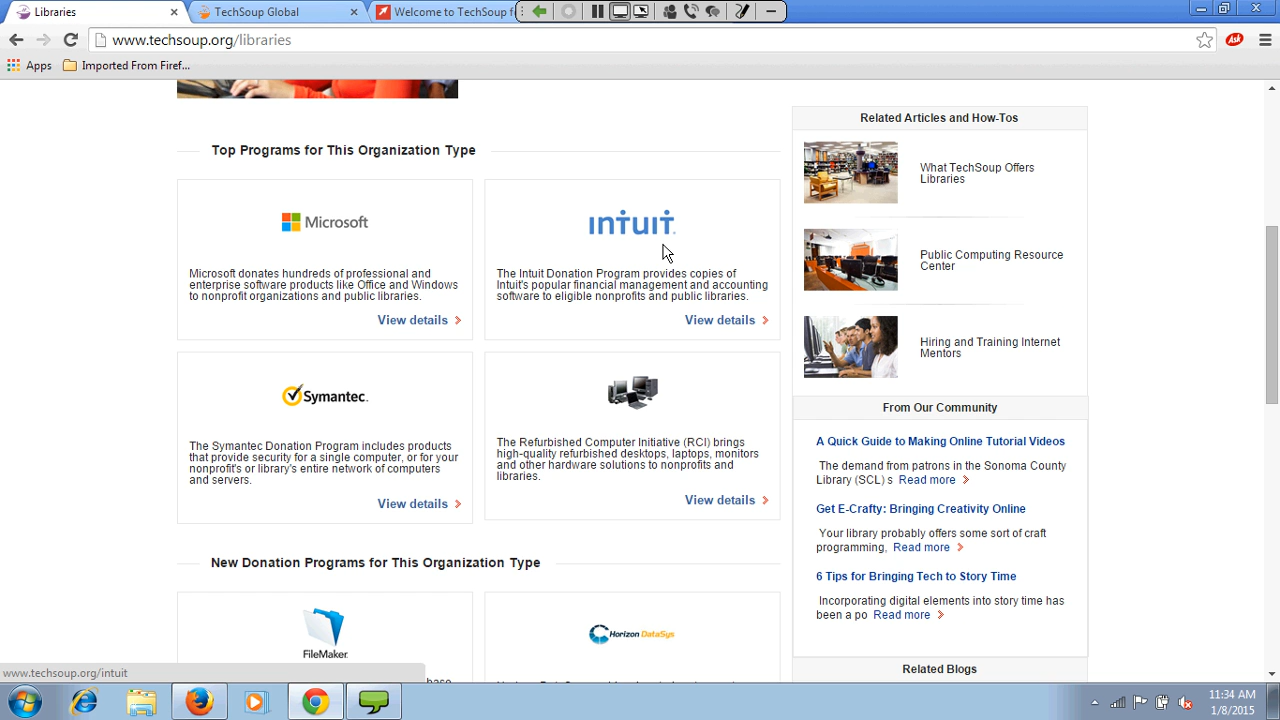 Libraries
TechSoup Global
Welcome to TechSoup f
www.techsoup.org/libraries
Ask
Apps
Imported From Firef...
Top Programs for This Organization Type
Microsoft
Microsoft donates hundreds of professional and
enterprise software products like Office and Windows
to nonprofit organizations and public libraries.
View details
intuit.
The Intuit Donation Program provides copies of
Intuit's popular financial management and accounting
software to eligible nonprofits and public libraries.
View details
Symantec.
The Symantec Donation Program includes products
that provide security for a single computer, or for your
nonprofit's or library's entire network of computers
and servers.
View details
The Refurbished Computer Initiative (RCI) brings
high-quality refurbished desktops, laptops, monitors
and other hardware solutions to nonprofits and
libraries.
View details
New Donation Programs for This Organization Type
FileMaker
Horizon DataSys
Related Articles and How-Tos
What TechSoup Offers
Libraries
Public Computing Resource
Center
Hiring and Training Internet
Mentors
From Our Community
A Quick Guide to Making Online Tutorial Videos
The demand from patrons in the Sonoma County
Library (SCL) s Read more
Get E-Crafty: Bringing Creativity Online
Your library probably offers some sort of craft
programming, Read more
6 Tips for Bringing Tech to Story Time
Incorporating digital elements into story time has
been a po Read more
Related Blogs
www.techsoup.org/intuit
11:34 AM
1/8/2015